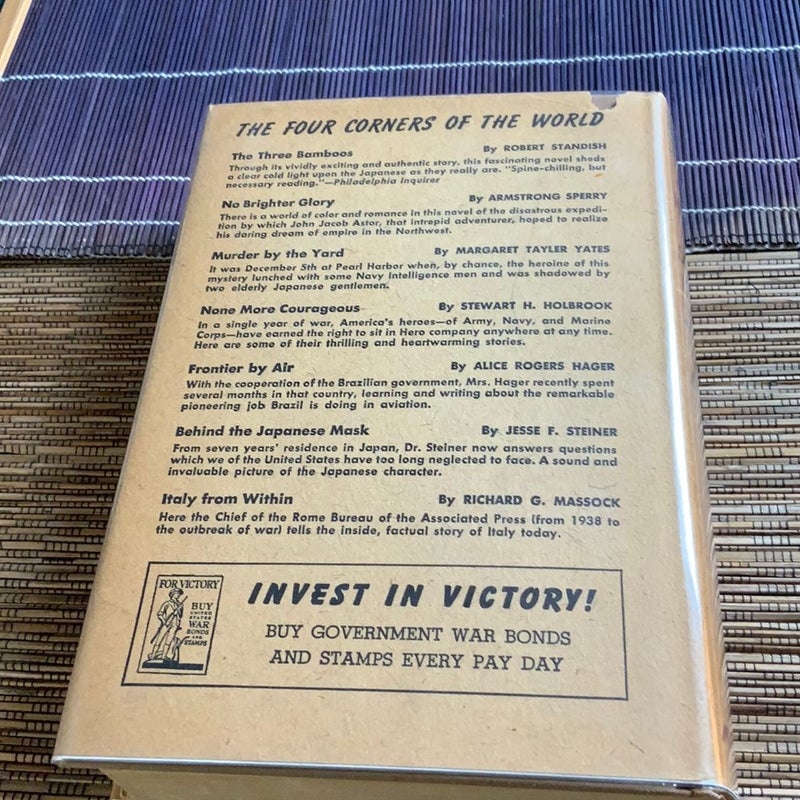 THE FOUR CORNERS OF THE WORLD
The Three Bamboos By ROBERT STANDISH
Through its vividly exciting and authentic story, this fascinating novel sheds
a clear cold light upon the Japanese as they really are. "Spine-chilling, but
necessary reading."—Philadelphia Inquirer
No Brighter Glory By ARMSTRONG SPERRY
There is a world of color and romance in this novel of the disastrous expedi-
tion by which John Jacob Astor, that intrepid adventurer, hoped to realize
his daring dream of empire in the Northwest.
Murder by the Yard By MARGARET TAYLER YATES
It was December 5th at Pearl Harbor when, by chance, the heroine of this
mystery lunched with some Navy Intelligence men and was shadowed by
two elderly Japanese gentlemen.
None More Courageous By STEWART H. HOLBROOK
In a single year of war, America's heroes—of Army, Navy, and Marine
Corps—have earned the right to sit in Hero company anywhere at any time.
Here are some of their thrilling and heartwarming stories.
Frontier by Air By ALICE ROGERS HAGER
With the cooperation of the Brazilian government, Mrs. Hager recently spent
several months in that country, learning and writing about the remarkable
pioneering job Brazil is doing in aviation.
Behind the Japanese Mask By JESSE F. STEINER
From seven years' residence in Japan, Dr. Steiner now answers questions
which we of the United States have too long neglected to face. A sound and
invaluable picture of the Japanese character.
Italy from Within By RICHARD G. MASSOCK
Here the Chief of the Rome Bureau of the Associated Press (from 1938 to
the outbreak of war) tells the inside, factual story of Italy today.
FOR VICTORY
BUY
UNITED
STATES
WAR
BONDS
AND
STAMPS
INVEST IN VICTORY!
BUY GOVERNMENT WAR BONDS
AND STAMPS EVERY PAY DAY